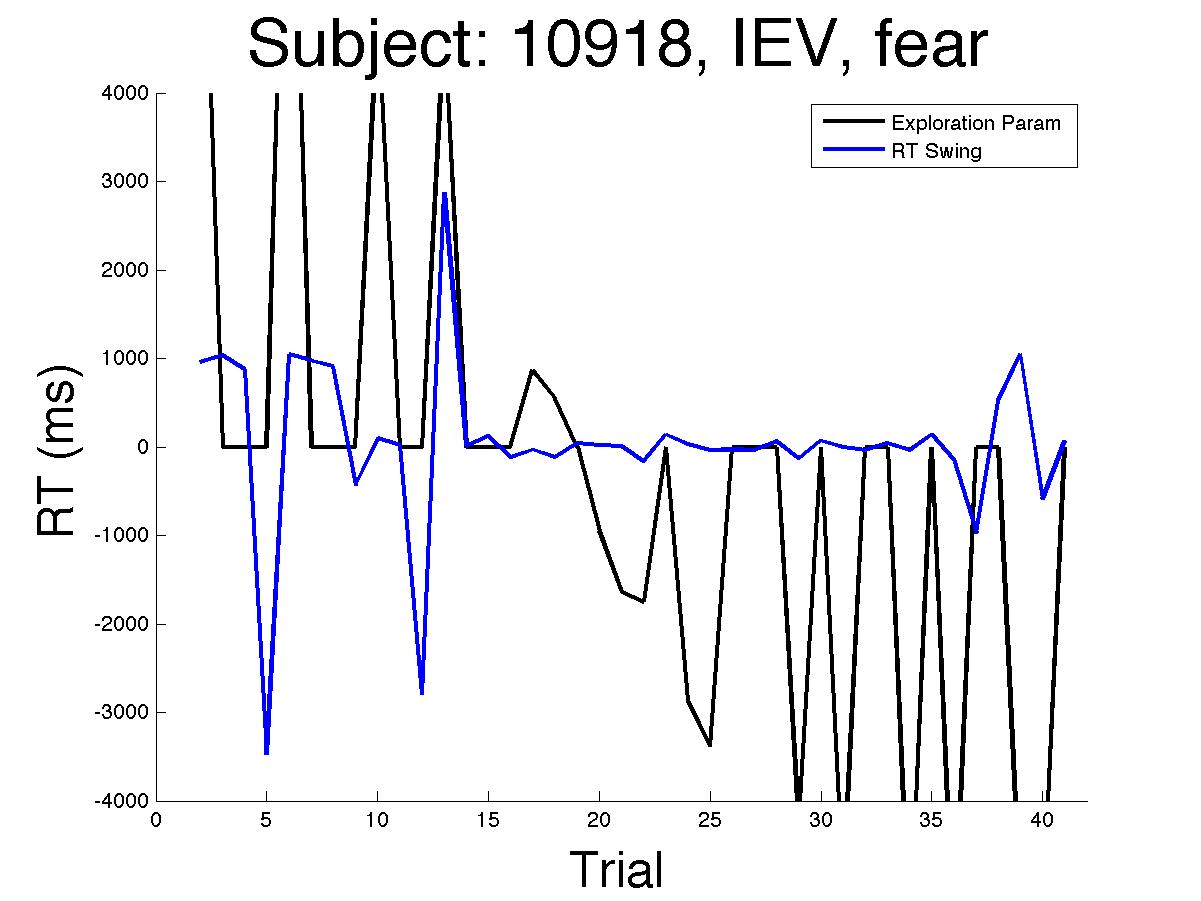 Subject: 10918, IEV, fear
Exploration Param
RT Swing
4000
3000
2000
1000
0
-1000
-2000
-3000
-4000
RT (ms)
0 5 10 15 20 25 30 35 40
Trial